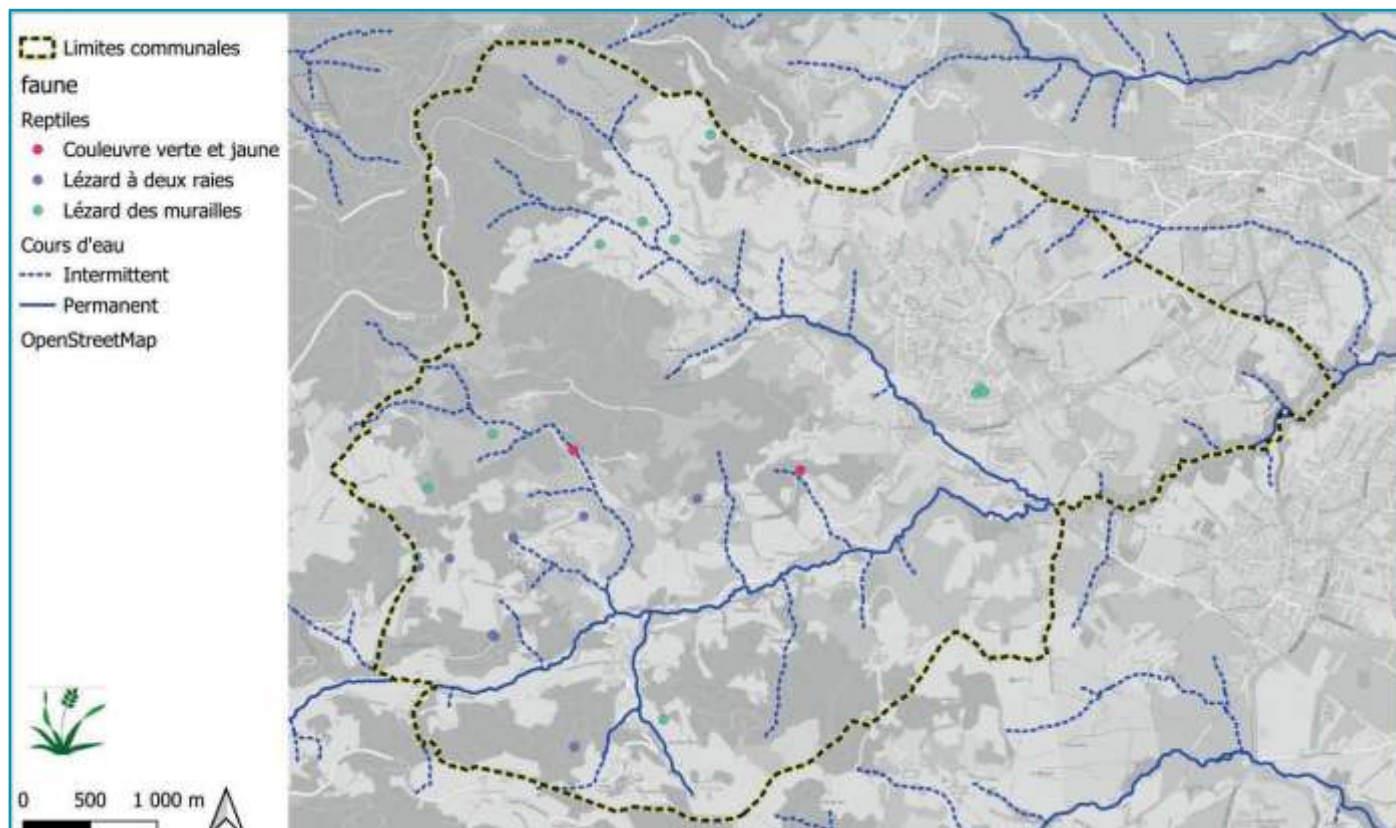 Limites communales
faune
Reptiles
Couleuvre verte et jaune
Lézard à deux raies
Lézard des murailles
Cours d'eau
Intermittent
Permanent
OpenStreetMap
0 500 1 000 m